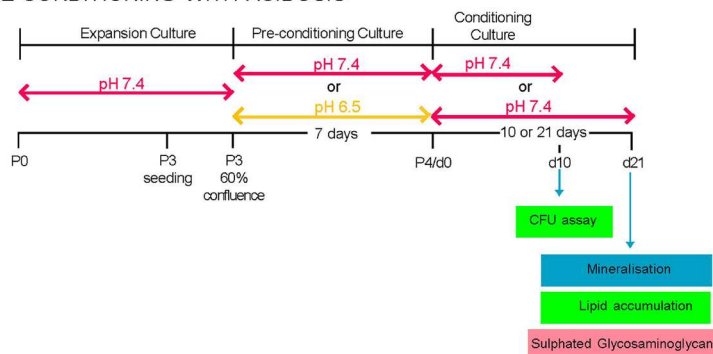 Conditioning
Expansion Culture
Pre-conditioning Culture
Culture
pH 7.4
pH 7.4
pH 7.4
or
or
pH 6.5
pH 7.4
7 days
10 or 21 days
P0
P3
seeding
P3
60%
confluence
P4/d0
d10
d21
CFU assay
Mineralisation
Lipid accumulation
Sulphated Glycosaminoglycan